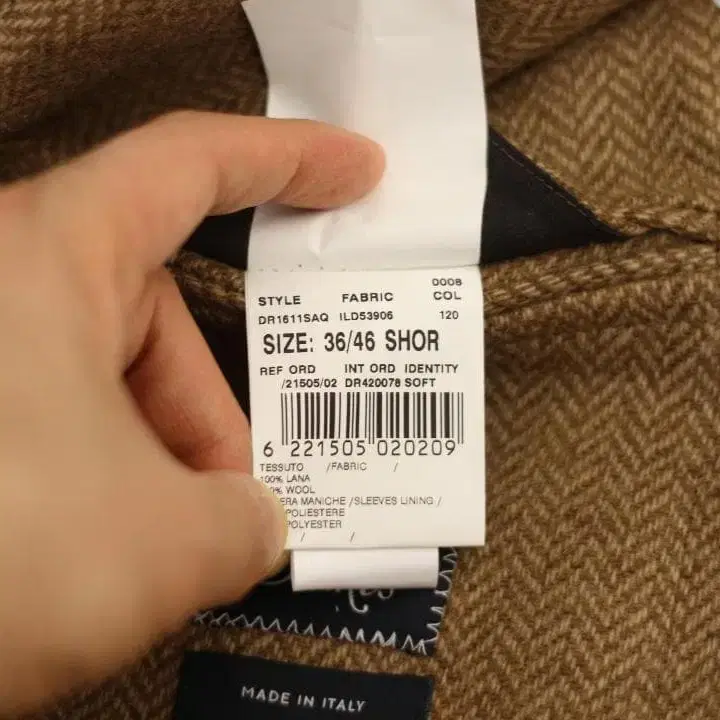 0008
STYLE FABRIC COL
DR1611SAQ ILD53906 120
SIZE: 36/46 SHOR
REF ORD INT ORD IDENTITY
/21505/02 DR420078 SOFT
6 221505 020209
TESSUTO /FABRIC /
100% LANA
% WOOL
ERA MANICHE /SLEEVES LINING /
POLIESTERE
POLYESTER
/ /
MADE IN ITALY